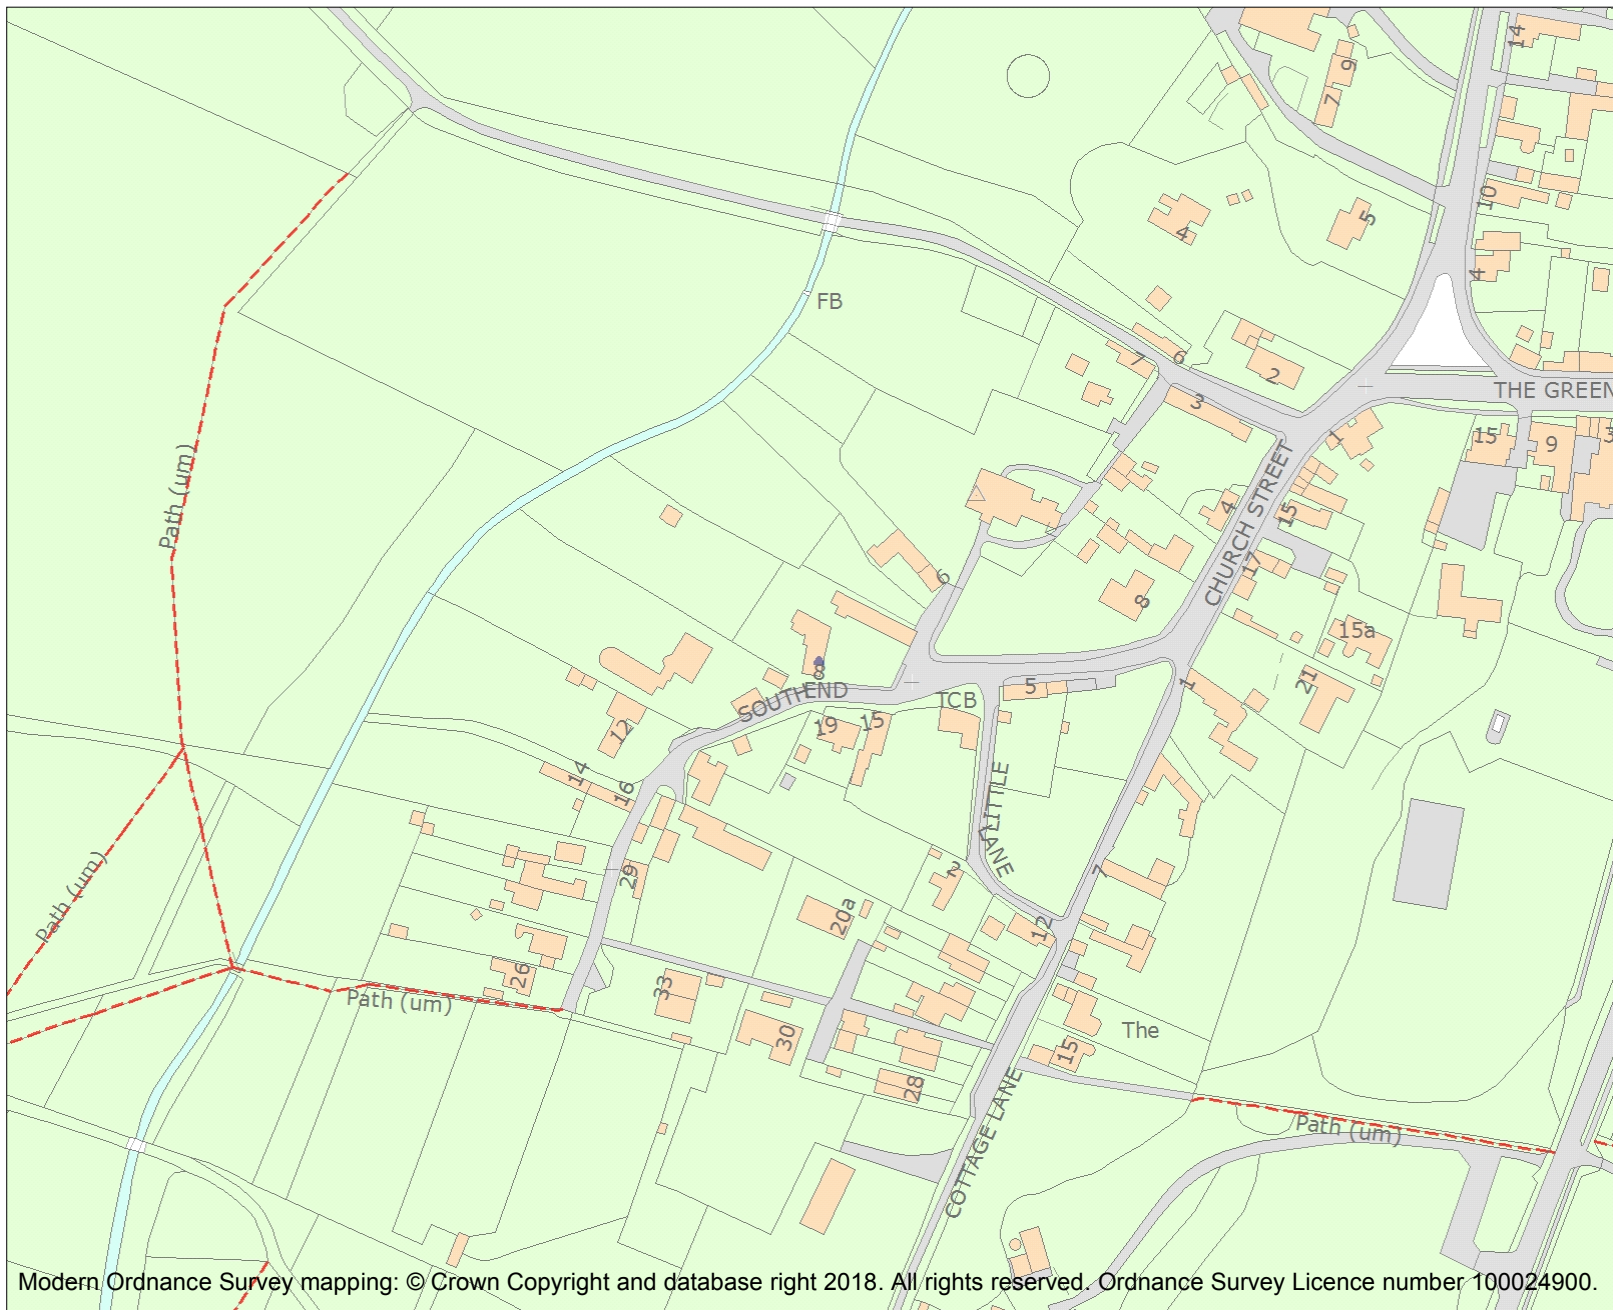 14
9
7
10
5
4
4
FB
6
7
2
THE GREEN
3
1
15
9
3
Path (um)
4
15
CHURCH STREET
17
6
8
15a
8
SOUTHEND
5
1
21
TCB
12
19
15
14
16
LITTLE LANE
Path (um)
29
2
7
20a
12
26
33
Path (um)
30
The
15
28
Path (um)
COTTAGE LANE
Modern Ordnance Survey mapping: © Crown Copyright and database right 2018. All rights reserved. Ordnance Survey Licence number 100024900.